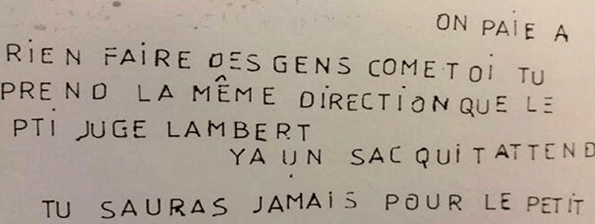 ON PAIE A
RIEN FAIRE DES GENS COME TOI TU
PREND LA MÊME DIRECTION QUE LE
PTI JUGE LAMBERT
YA UN SAC QUI T ATTEND
TU SAURAS JAMAIS POUR LE PETIT